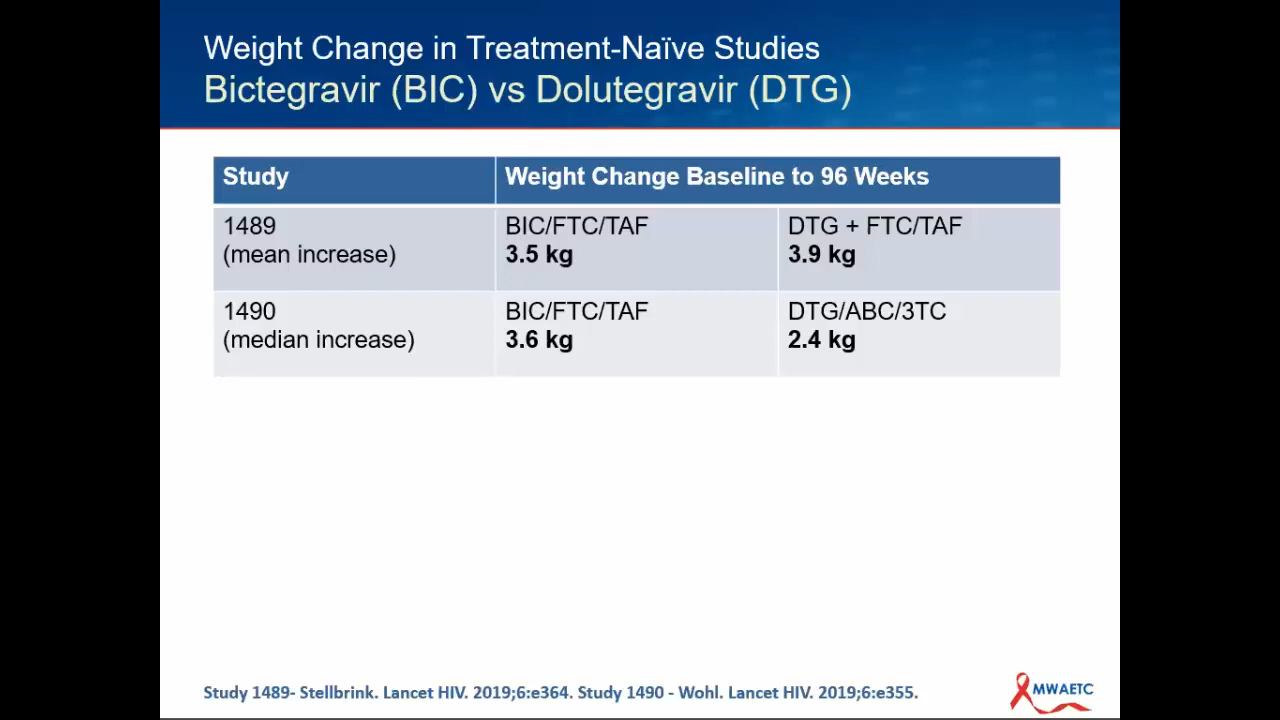 Weight Change in Treatment-Naïve Studies
Bictegravir (BIC) vs Dolutegravir (DTG)
Study
Weight Change Baseline to 96 Weeks
1489
(mean increase)
BIC/FTC/TAF
3.5 kg
DTG + FTC/TAF
3.9 kg
1490
(median increase)
BIC/FTC/TAF
3.6 kg
DTG/ABC/3TC
2.4 kg
Study 1489- Stellbrink. Lancet HIV. 2019;6:e364. Study 1490 - Wohl. Lancet HIV. 2019;6:e355.
MWAETC